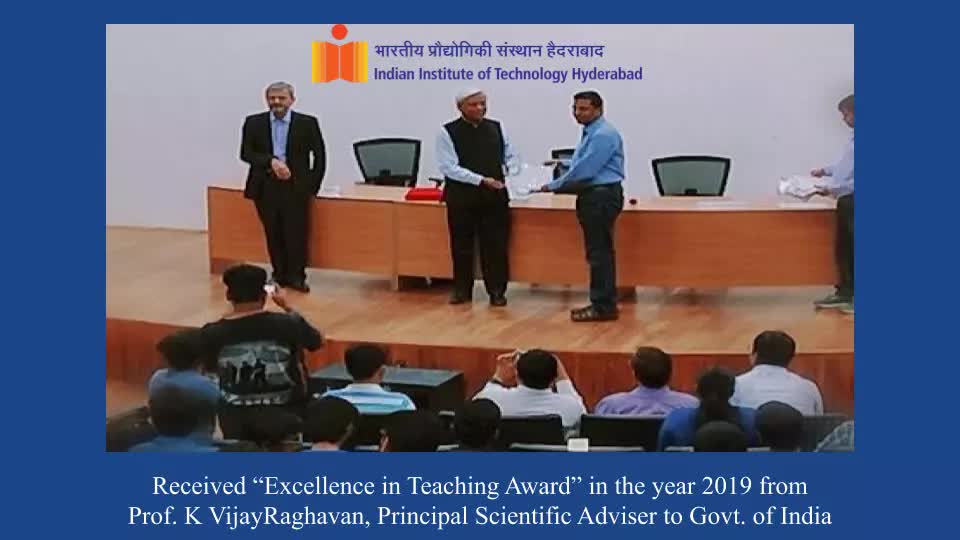 भारतीय प्रौद्योगिकी संस्थान हैदराबाद
Indian Institute of Technology Hyderabad
Received “Excellence in Teaching Award” in the year 2019 from
Prof. K VijayRaghavan, Principal Scientific Adviser to Govt. of India